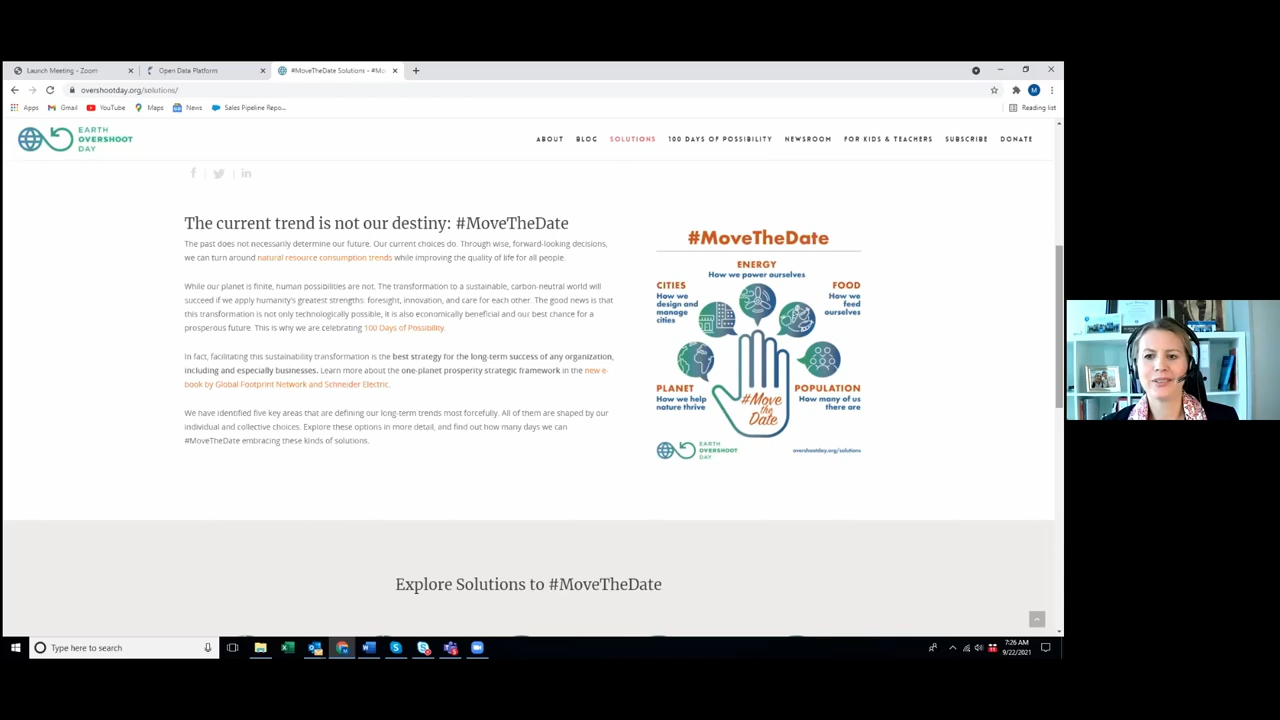 Launch Meeting - Zoom
Open Data Platform
#MoveTheDate Solutions - #Mo
overshootday.org/solutions/
Apps
Gmail
YouTube
Maps
News
Sales Pipeline Repo...
Reading list
EARTH
OVERSHOOT
DAY
ABOUT
BLOG
SOLUTIONS
100 DAYS OF POSSIBILITY
NEWSROOM
FOR KIDS & TEACHERS
SUBSCRIBE
DONATE
The current trend is not our destiny: #MoveTheDate
The past does not necessarily determine our future. Our current choices do. Through wise, forward-looking decisions,
we can turn around natural resource consumption trends while improving the quality of life for all people.
While our planet is finite, human possibilities are not. The transformation to a sustainable, carbon-neutral world will
succeed if we apply humanity's greatest strengths: foresight, innovation, and care for each other. The good news is that
this transformation is not only technologically possible, it is also economically beneficial and our best chance for a
prosperous future. This is why we are celebrating 100 Days of Possibility.
In fact, facilitating this sustainability transformation is the best strategy for the long-term success of any organization,
including and especially businesses. Learn more about the one-planet prosperity strategic framework in the new e-
book by Global Footprint Network and Schneider Electric.
We have identified five key areas that are defining our long-term trends most forcefully. All of them are shaped by our
individual and collective choices. Explore these options in more detail, and find out how many days we can
#MoveTheDate embracing these kinds of solutions.
#MoveTheDate
ENERGY
How we power ourselves
CITIES
How we
design and
manage
cities
FOOD
How we
feed
ourselves
PLANET
How we help
nature thrive
POPULATION
How many of us
there are
#Move
the
Date
EARTH
OVERSHOOT
DAY
overshootday.org/solutions
Explore Solutions to #MoveTheDate
Type here to search
7:26 AM
9/22/2021